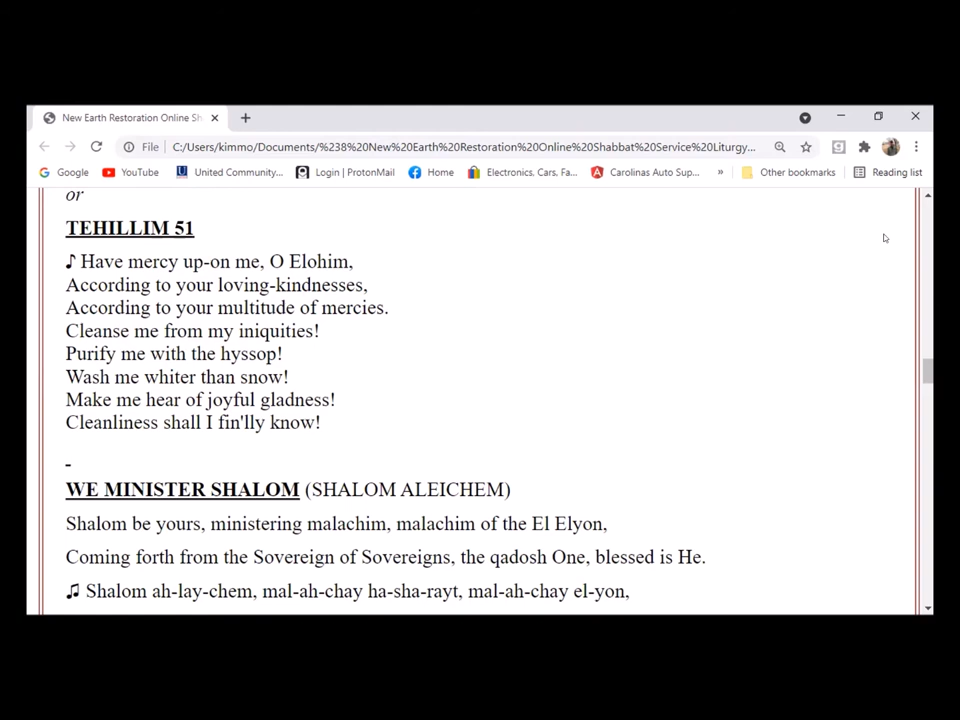 New Earth Restoration Online Sh
File C:/Users/kimmo/Documents/%238%20New%20Earth%20Restoration%20Online%20Shabbat%20Service%20Liturgy...
Google YouTube United Community... Login | ProtonMail Home Electronics, Cars, Fa... Carolinas Auto Sup... » Other bookmarks Reading list
or
TEHILLIM 51
♪ Have mercy up-on me, O Elohim,
According to your loving-kindnesses,
According to your multitude of mercies.
Cleanse me from my iniquities!
Purify me with the hyssop!
Wash me whiter than snow!
Make me hear of joyful gladness!
Cleanliness shall I fin'lly know!
-
WE MINISTER SHALOM (SHALOM ALEICHEM)
Shalom be yours, ministering malachim, malachim of the El Elyon,
Coming forth from the Sovereign of Sovereigns, the qadosh One, blessed is He.
♫ Shalom ah-lay-chem, mal-ah-chay ha-sha-rayt, mal-ah-chay el-yon,